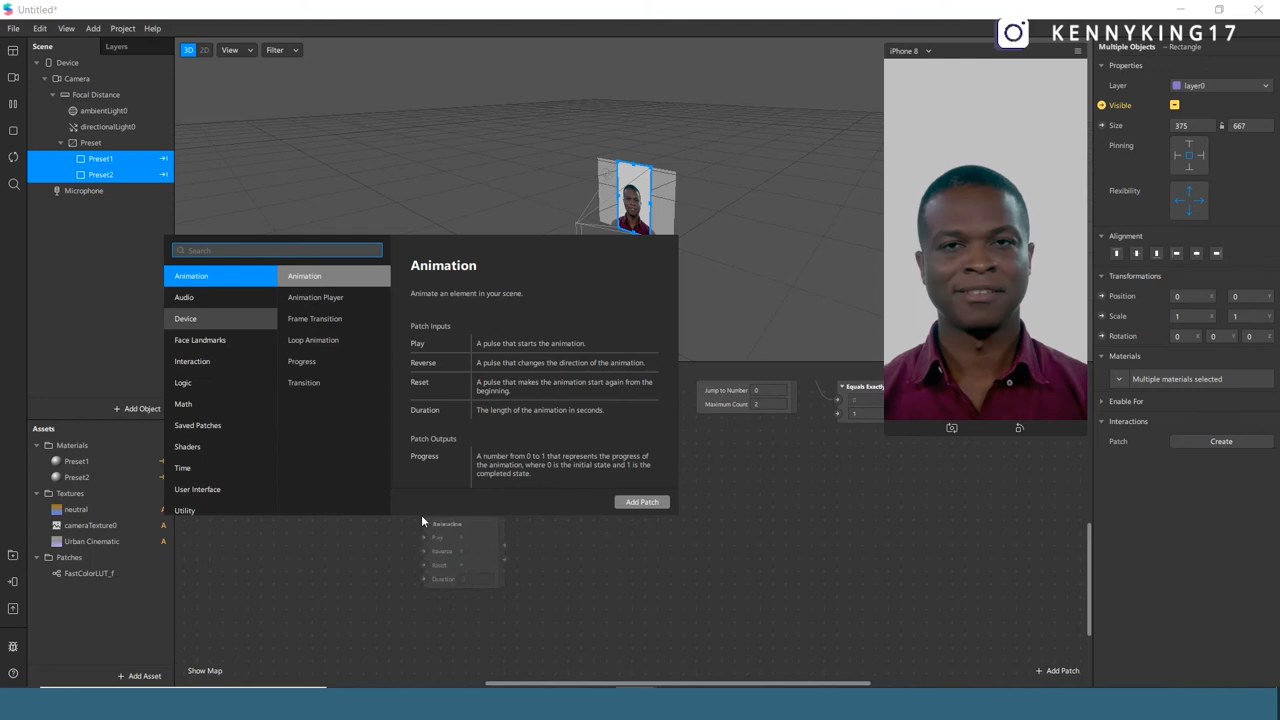 Untitled*
File Edit View Add Project Help
KENNYKING17
Scene Layers
Device
Camera
Focal Distance
ambientLight0
directionalLight0
Preset
Preset1
Preset2
Microphone
+ Add Object
Assets
Materials
Preset1
Preset2
Textures
neutral A
cameraTexture0 A
Urban Cinematic A
Patches
FastColorLUT_f
+ Add Asset
3D 2D View Filter
Search
Animation
Audio
Device
Face Landmarks
Interaction
Logic
Math
Saved Patches
Shaders
Time
User Interface
Utility
Animation
Animation Player
Frame Transition
Loop Animation
Progress
Transition
Animation
Animate an element in your scene.
Patch Inputs
Play A pulse that starts the animation.
Reverse A pulse that changes the direction of the animation.
Reset A pulse that makes the animation start again from the
beginning.
Duration The length of the animation in seconds.
Patch Outputs
Progress A number from 0 to 1 that represents the progress of
the animation, where 0 is the initial state and 1 is the
completed state.
Add Patch
Animation
Play
Reverse
Reset
Duration
Jump to Number 0
Maximum Count 2
Equals Exactly
0
1
Show Map
+ Add Patch
iPhone 8
Multiple Objects - Rectangle
Properties
Layer layer0
Visible
Size 375 667
Pinning
Flexibility
Alignment
Transformations
Position 0 0
Scale 1 1
Rotation 0 0 0
Materials
Multiple materials selected
Enable For
Interactions
Patch Create